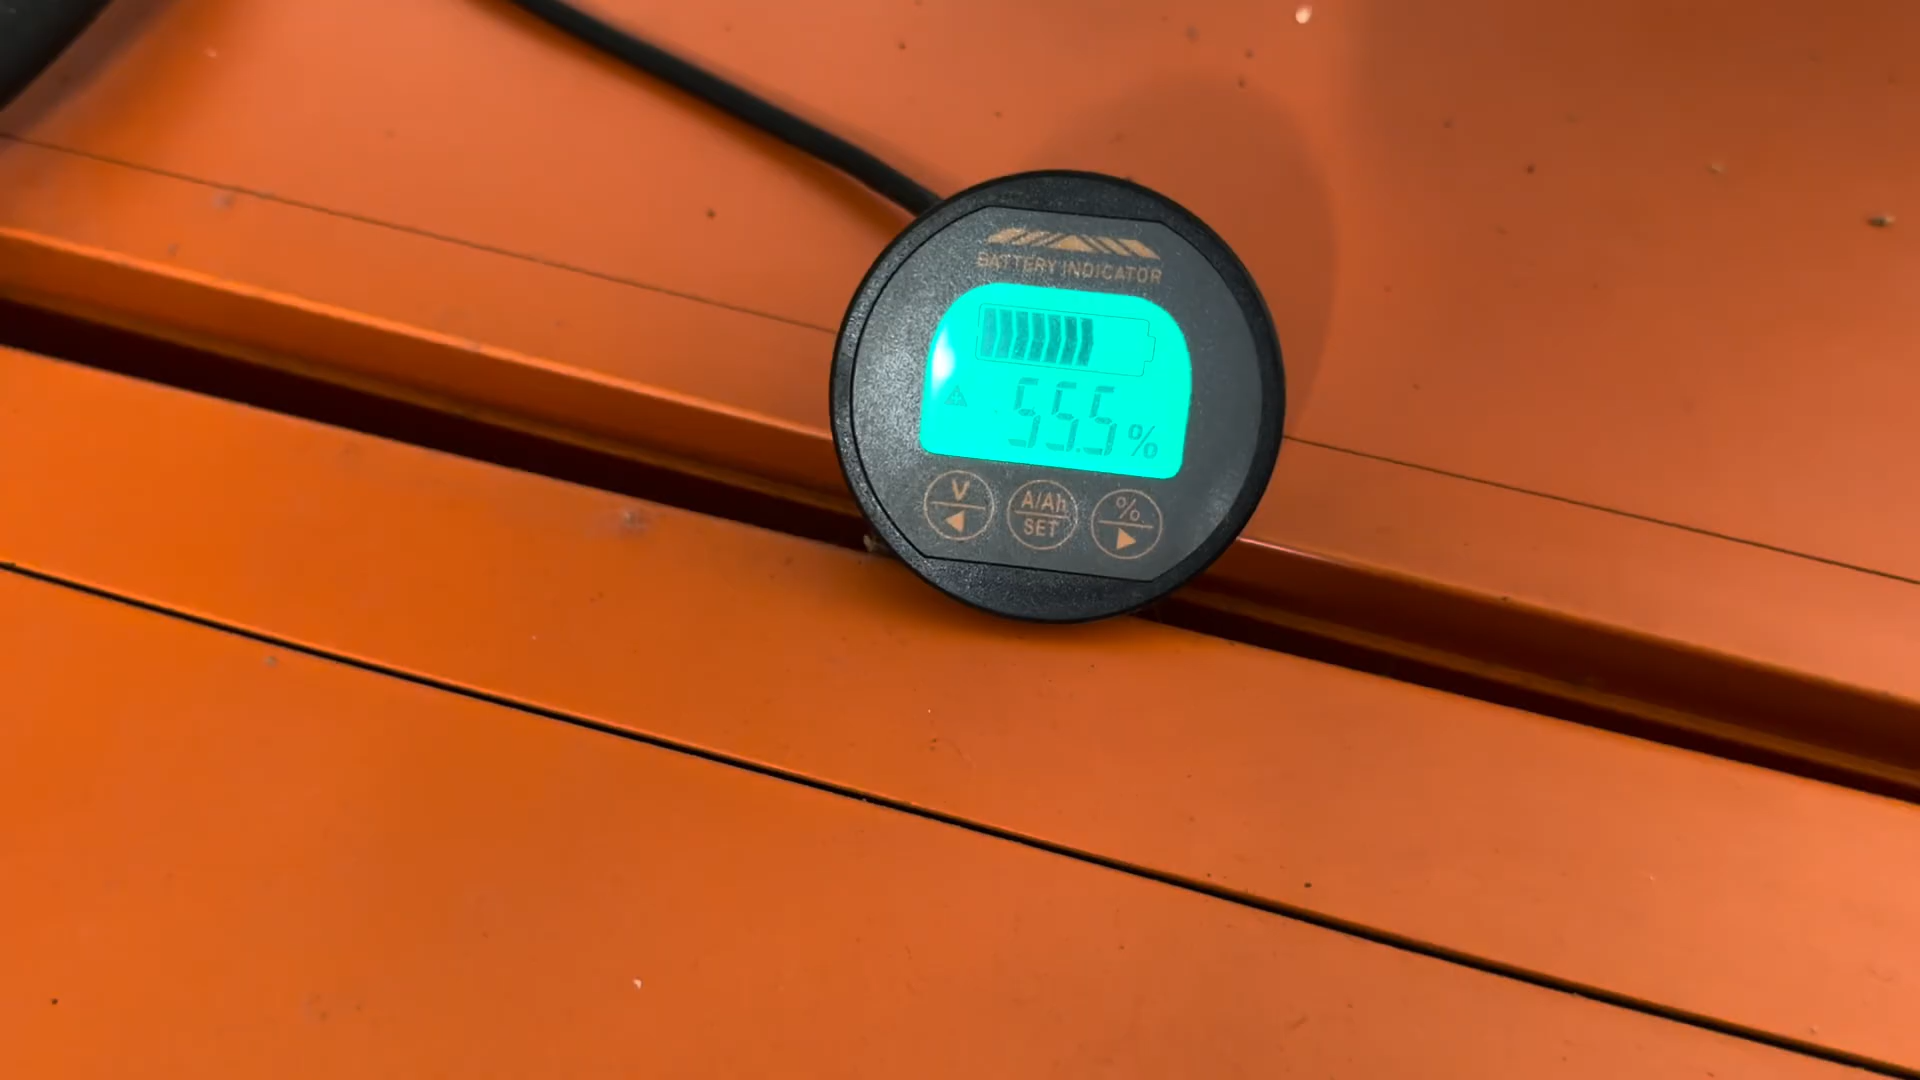 BATTERY INDICATOR
55.5 %
V A/Ah %
SET